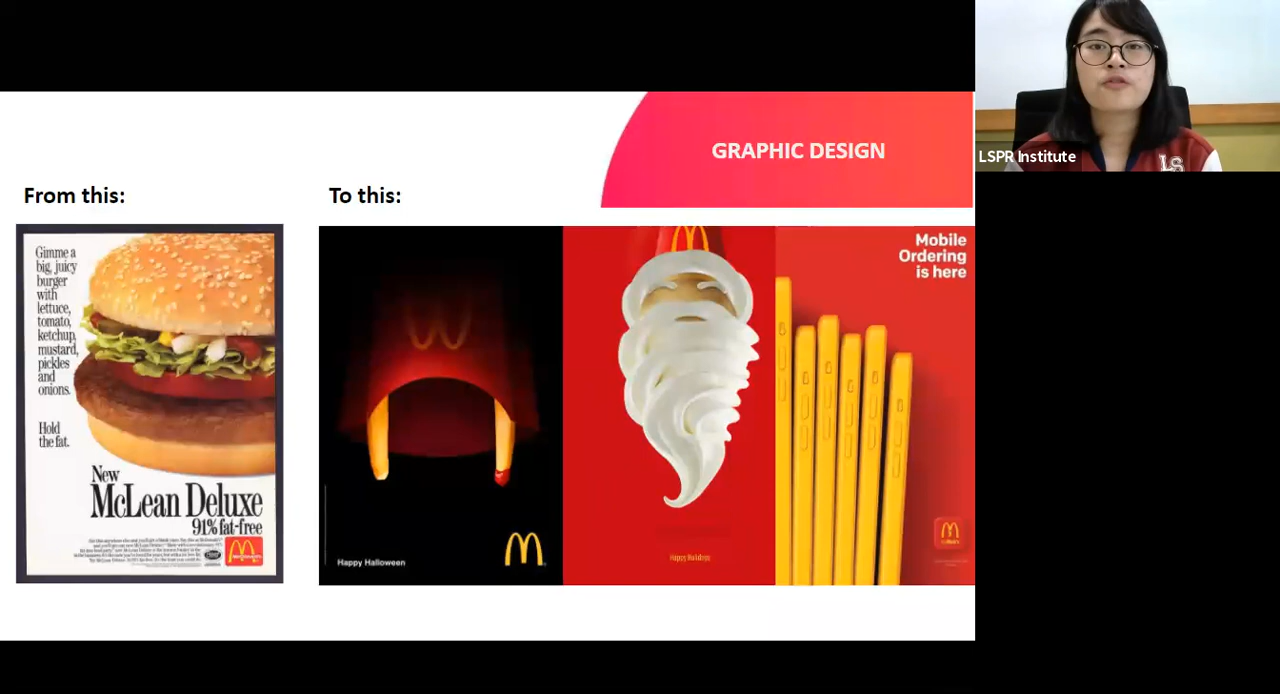 GRAPHIC DESIGN
LSPR Institute
LS
From this:
To this:
Gimme a
big, juicy
burger
with
lettuce,
tomato,
ketchup,
mustard,
pickles
and
onions.
Hold
the fat.
New
McLean Deluxe
91% fat-free
Happy Halloween
Happy Holidays
Mobile
Ordering
is here